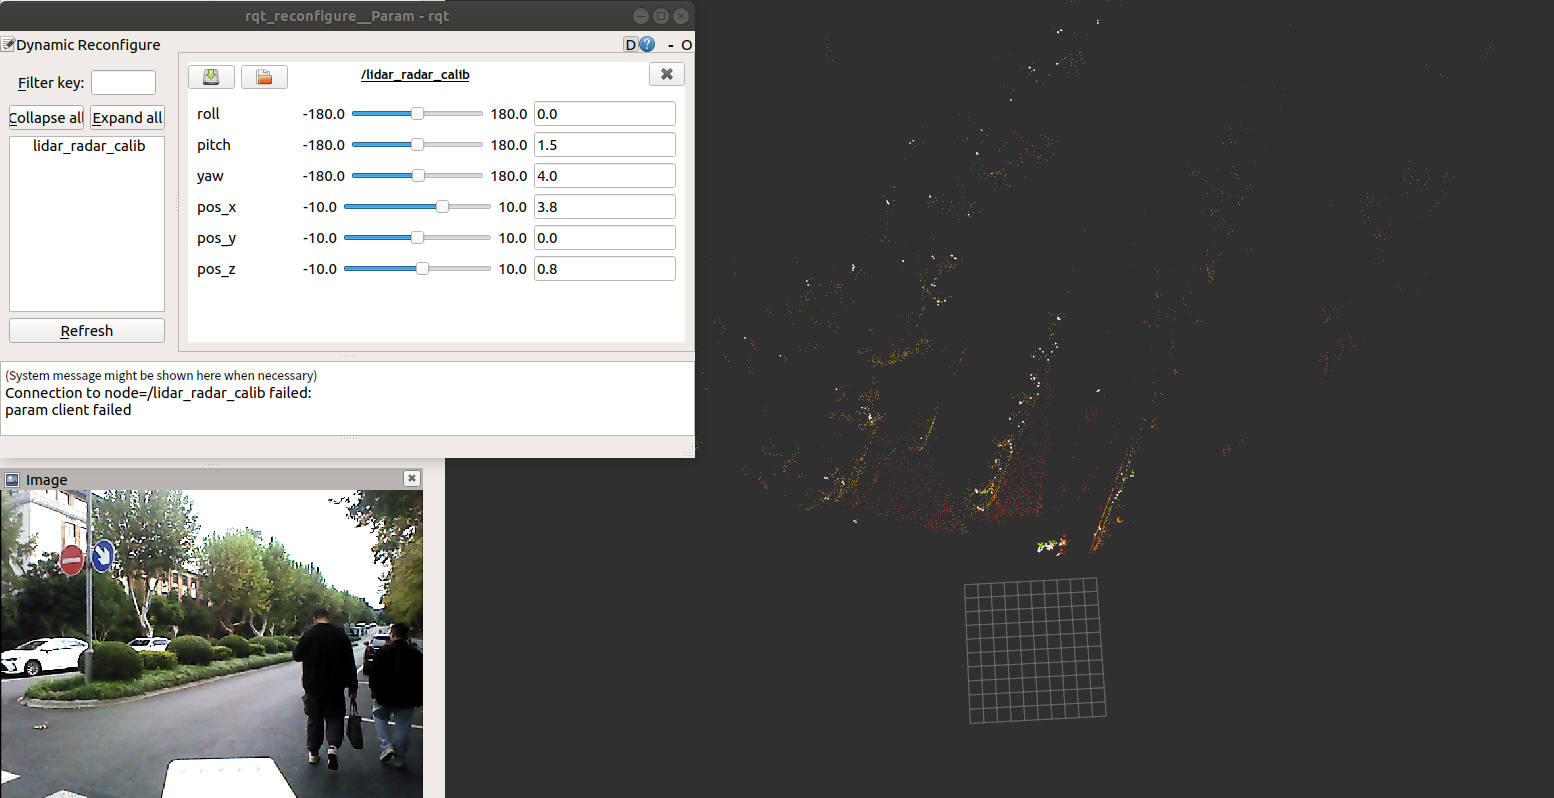 rqt_reconfigure__Param - rqt
Dynamic Reconfigure
D - O
Filter key:
Collapse all Expand all
lidar_radar_calib
Refresh
/lidar_radar_calib
roll -180.0 180.0 0.0
pitch -180.0 180.0 1.5
yaw -180.0 180.0 4.0
pos_x -10.0 10.0 3.8
pos_y -10.0 10.0 0.0
pos_z -10.0 10.0 0.8
(System message might be shown here when necessary)
Connection to node=/lidar_radar_calib failed:
param client failed
Image